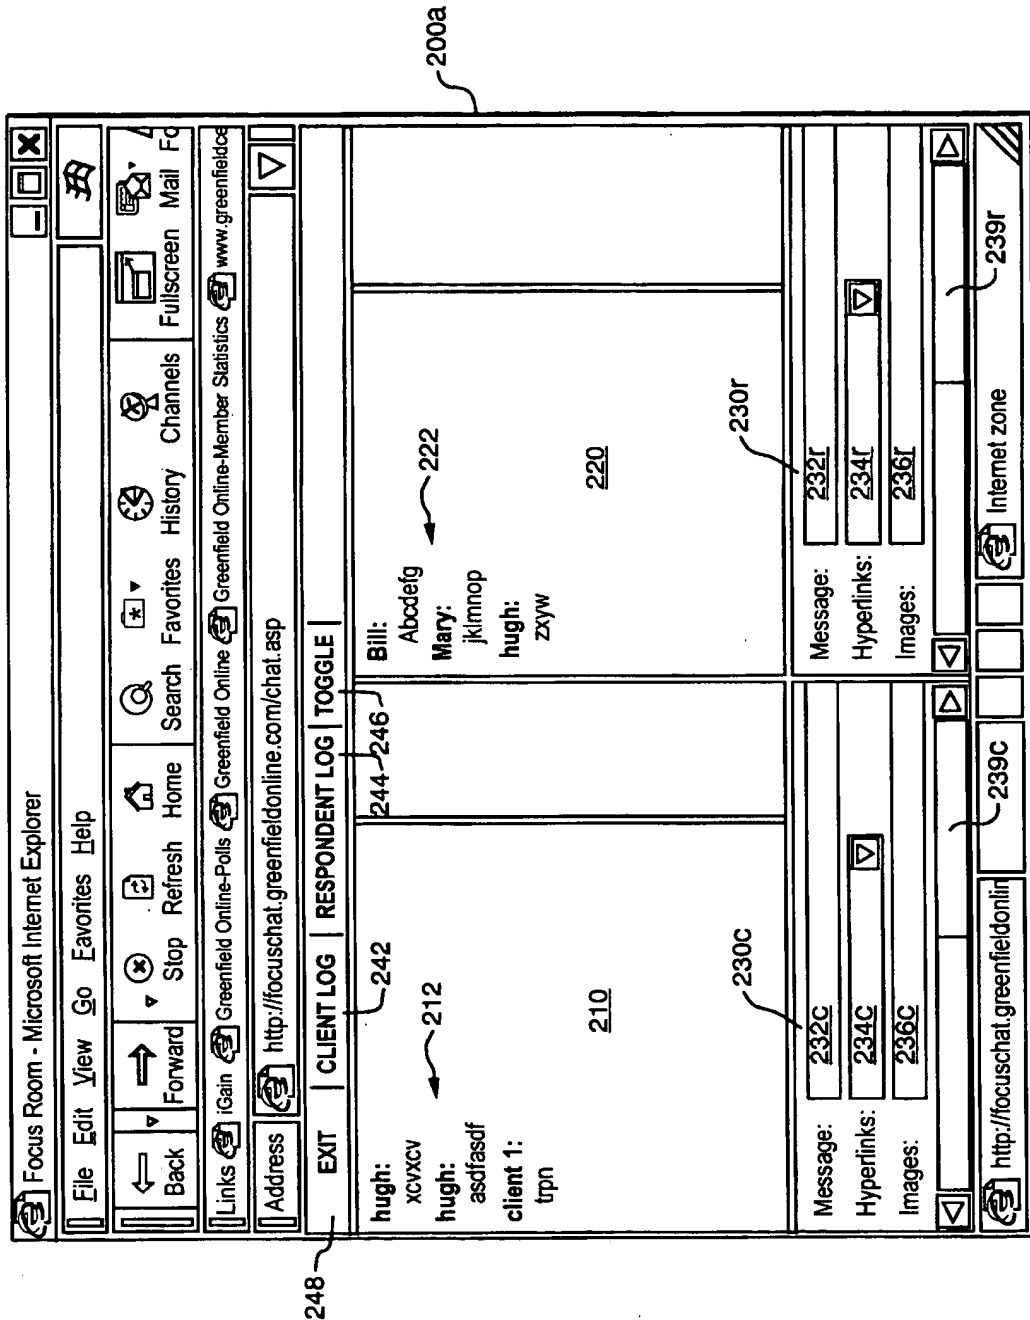 Focus Room - Microsoft Internet Explorer
File Edit View Go Favorites Help
Back Forward Stop Refresh Home Search Favorites History Channels Fullscreen Mail Fo
Links iGain Greenfield Online-Polls Greenfield Online Greenfield Online-Member Statistics www.greenfieldce
Address http://focuschat.greenfieldonline.com/chat.asp
EXIT CLIENT LOG RESPONDENT LOG TOGGLE
248
242
244
246
200a
hugh:
xcvxcv
hugh:
asdfasdf
client 1:
trpn
212
210
230c
Bill:
Abcdefg
Mary:
jklmnop
hugh:
zxyw
222
220
230r
Message: 232c
Hyperlinks: 234c
Images: 236c
Message: 232r
Hyperlinks: 234r
Images: 236r
239c
239r
http://focuschat.greenfieldonlin
Internet zone